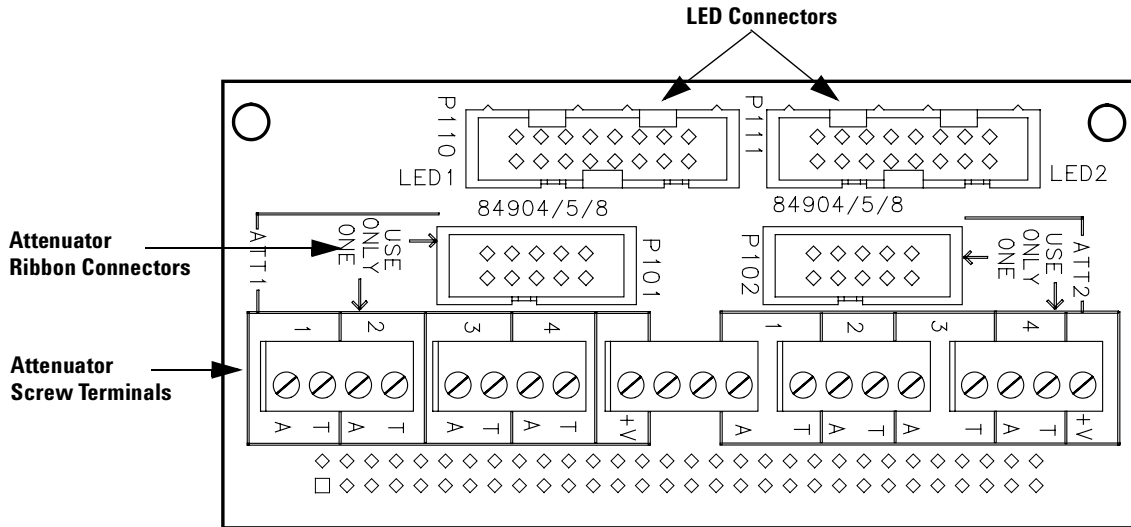 LED Connectors
P110
P111
LED1
LED2
84904/5/8
84904/5/8
Attenuator
Ribbon Connectors
ATT1
USE
ONLY
ONE
P101
P102
USE
ONLY
ONE
ATT2
1 2 3 4
1 2 3 4
Attenuator
Screw Terminals
A T A T A T A T +V
A T A T A T A T +V